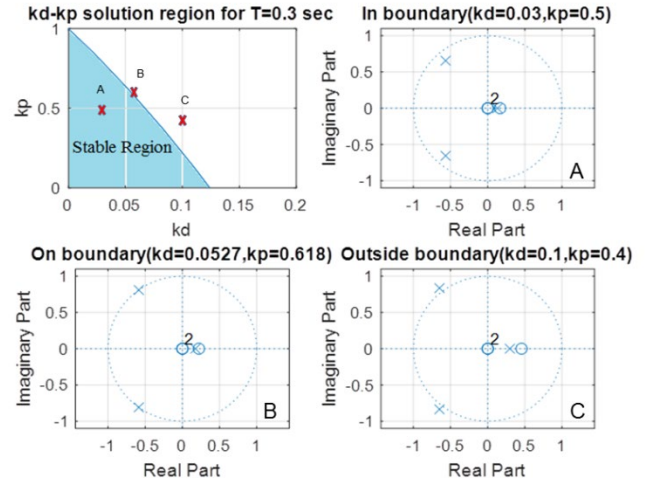 kd-kp solution region for T=0.3 sec
1
0.5
0
kp
A
B
C
Stable Region
0
0.05
0.1
0.15
0.2
kd
In boundary(kd=0.03,kp=0.5)
1
0.5
0
-0.5
-1
Imaginary Part
2
A
-1
-0.5
0
0.5
1
Real Part
On boundary(kd=0.0527,kp=0.618)
1
0.5
0
-0.5
-1
Imaginary Part
2
B
-1
-0.5
0
0.5
1
Real Part
Outside boundary(kd=0.1,kp=0.4)
1
0.5
0
-0.5
-1
Imaginary Part
2
C
-1
-0.5
0
0.5
1
Real Part